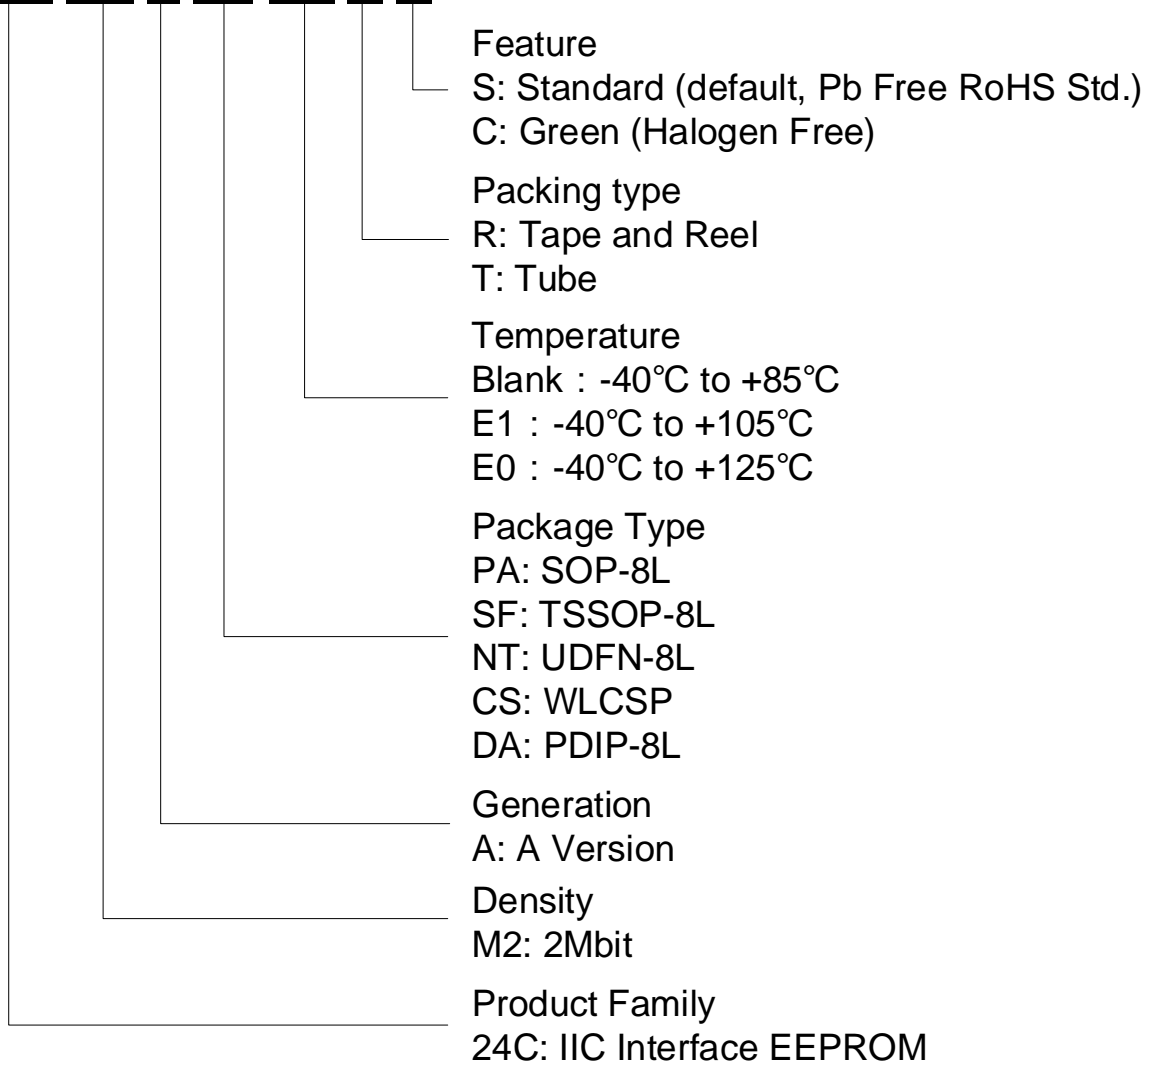 Feature
S: Standard (default, Pb Free RoHS Std.)
C: Green (Halogen Free)
Packing type
R: Tape and Reel
T: Tube
Temperature
Blank：-40℃ to +85℃
E1：-40℃ to +105℃
E0：-40℃ to +125℃
Package Type
PA: SOP-8L
SF: TSSOP-8L
NT: UDFN-8L
CS: WLCSP
DA: PDIP-8L
Generation
A: A Version
Density
M2: 2Mbit
Product Family
24C: IIC Interface EEPROM